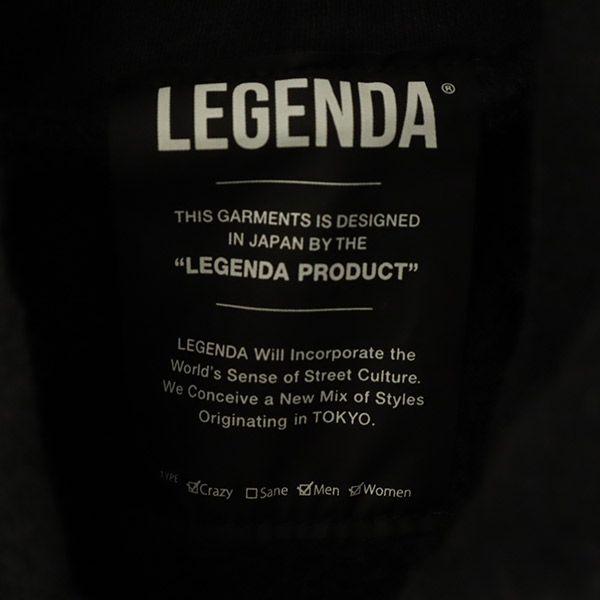 LEGENDA®
THIS GARMENTS IS DESIGNED
IN JAPAN BY THE
“LEGENDA PRODUCT”
LEGENDA Will Incorporate the
World's Sense of Street Culture.
We Conceive a New Mix of Styles
Originating in TOKYO.
TYPE ☑Crazy ☐Sane ☑Men ☑Women